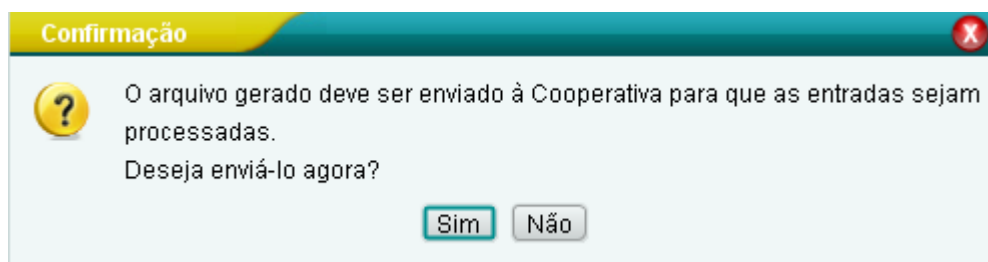 Confirmação
X
O arquivo gerado deve ser enviado à Cooperativa para que as entradas sejam
processadas.
Deseja enviá-lo agora?
Sim Não